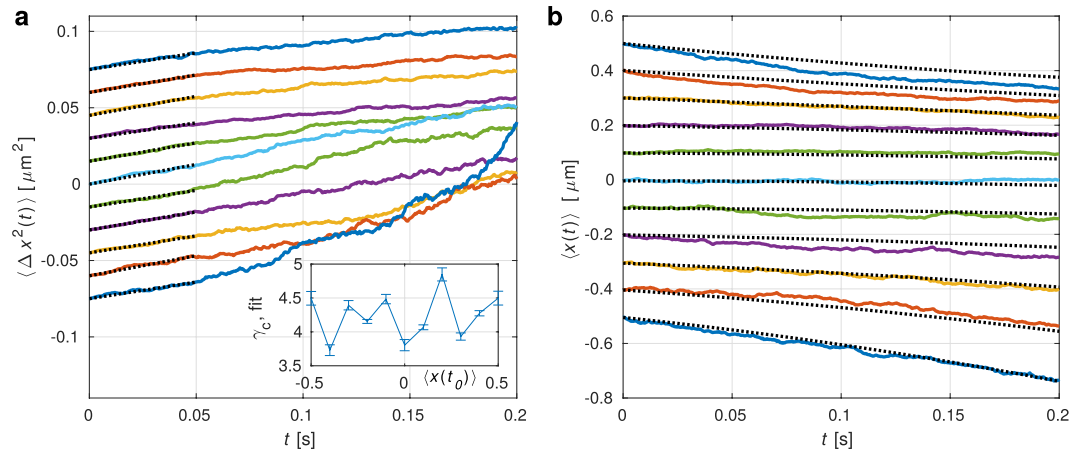 a
b
0.1
0.05
0
-0.05
-0.1
⟨Δ x²(t)⟩ [μm²]
0 0.05 0.1 0.15 0.2
t [s]
5
4.5
4
3.5
γc, fit
-0.5 0 0.5
⟨x(t0)⟩
0.6
0.4
0.2
0
-0.2
-0.4
-0.6
-0.8
⟨x(t)⟩ [μm]
0 0.05 0.1 0.15 0.2
t [s]